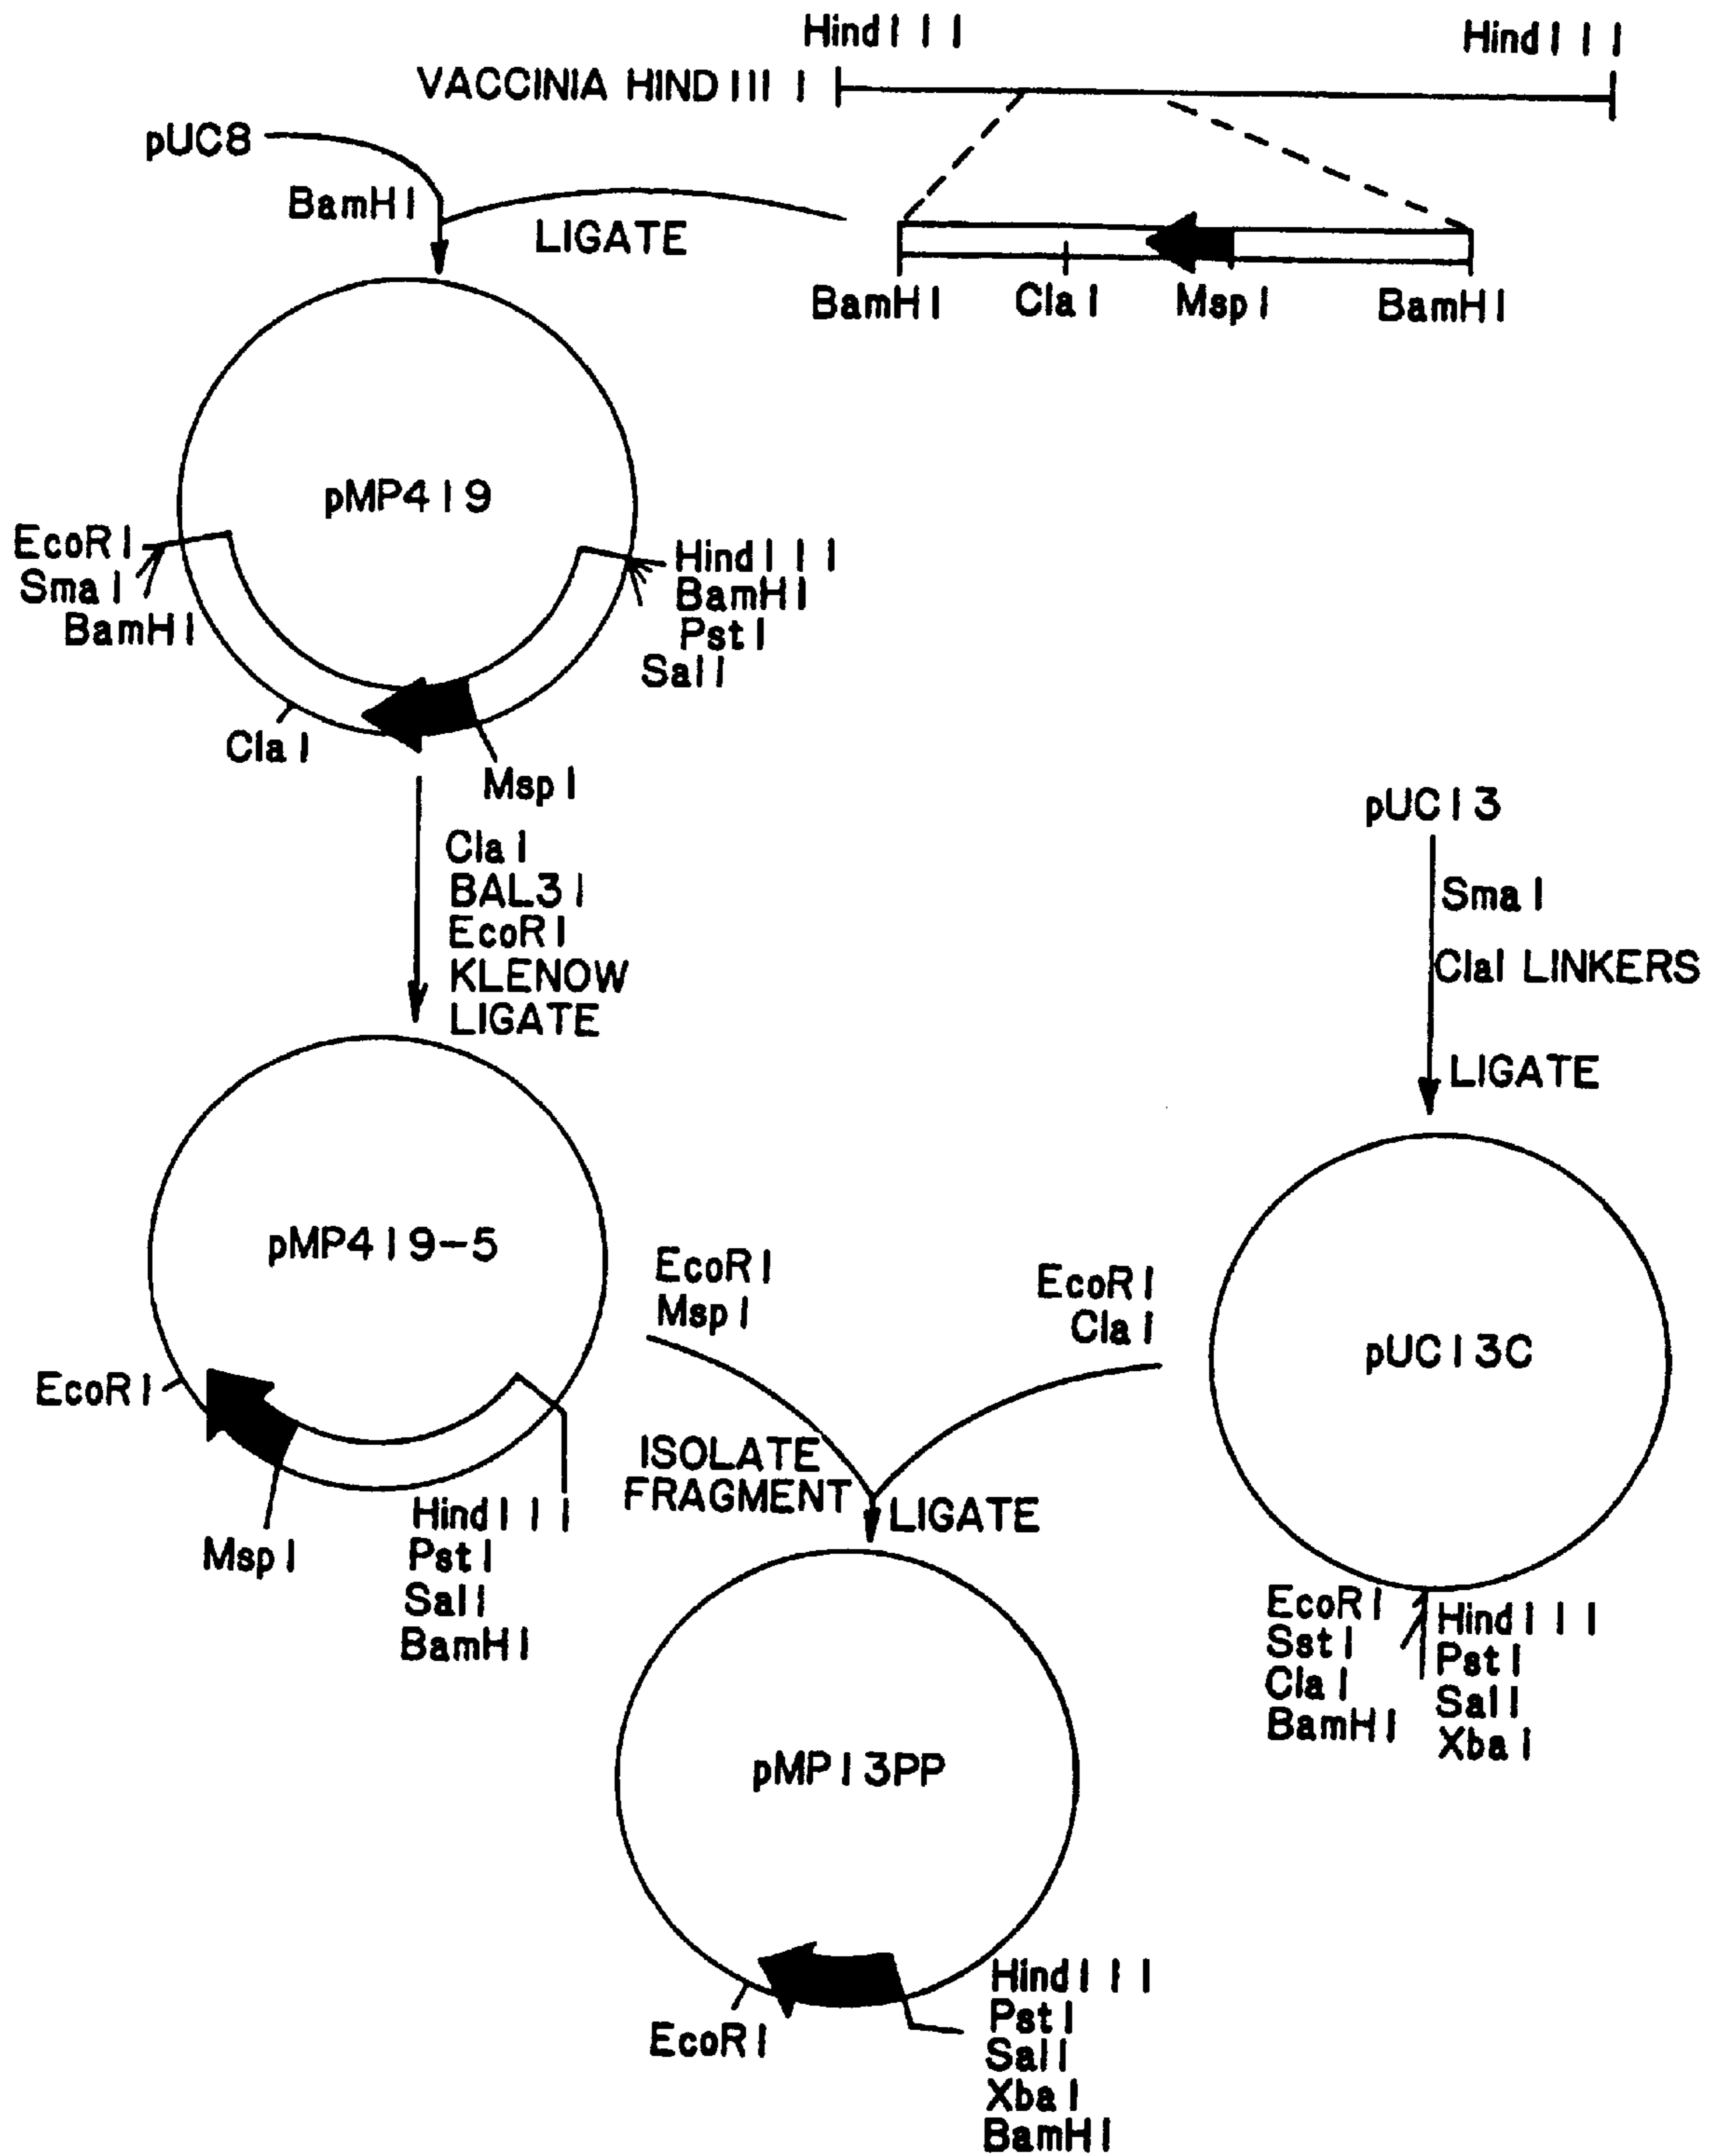 HindIII
HindIII
VACCINIA HINDIII I
pUC8
BamHI
LIGATE
BamHI
ClaI
MspI
BamHI
pMP419
EcoRI
SmaI
BamHI
HindIII
BamHI
PstI
SalI
ClaI
MspI
ClaI
BAL31
EcoRI
KLENOW
LIGATE
pUC13
SmaI
ClaI LINKERS
LIGATE
pMP419-5
EcoRI
MspI
HindIII
PstI
SalI
BamHI
EcoRI
MspI
EcoRI
ClaI
ISOLATE
FRAGMENT
LIGATE
pUC13C
EcoRI
SstI
ClaI
BamHI
HindIII
PstI
SalI
XbaI
pMP13PP
EcoRI
HindIII
PstI
SalI
XbaI
BamHI